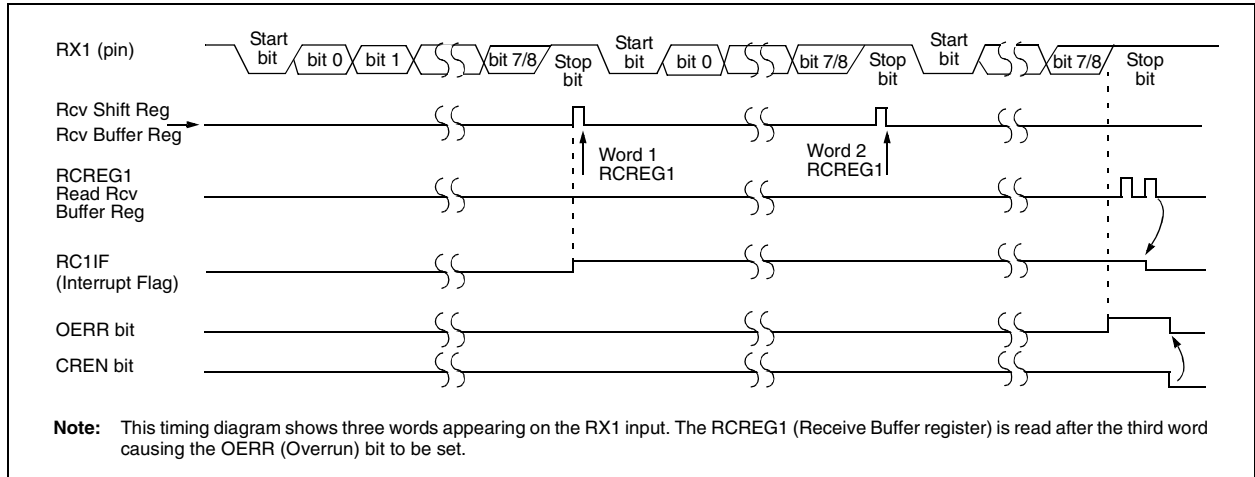 RX1 (pin)
Start bit
bit 0
bit 1
bit 7/8
Stop bit
Start bit
bit 0
bit 7/8
Stop bit
Start bit
bit 7/8
Stop bit
Rcv Shift Reg
Rcv Buffer Reg
Word 1
RCREG1
Word 2
RCREG1
RCREG1
Read Rcv
Buffer Reg
RC1IF
(Interrupt Flag)
OERR bit
CREN bit
Note: This timing diagram shows three words appearing on the RX1 input. The RCREG1 (Receive Buffer register) is read after the third word
causing the OERR (Overrun) bit to be set.